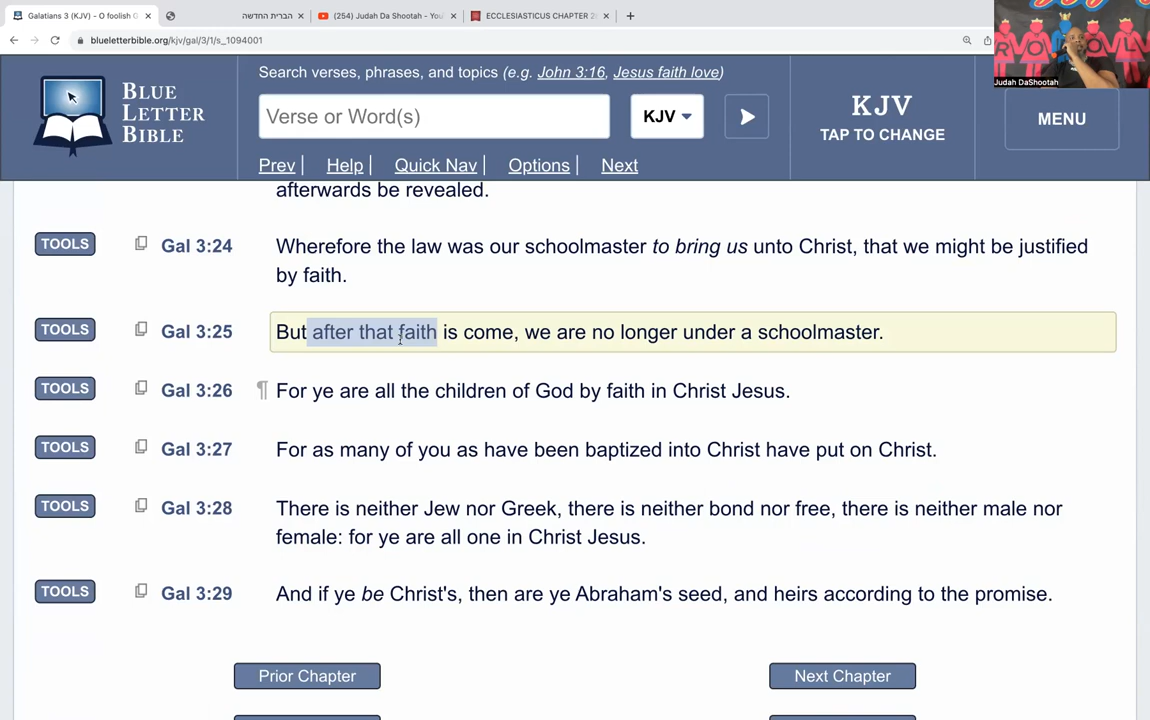 Galatians 3 (KJV) - O foolish G
הברית החדשה
(254) Judah Da Shootah - You
ECCLESIASTICUS CHAPTER 2
blueletterbible.org/kjv/gal/3/1/s_1094001
ROYOL
Judah DaShootah
BLUE
LETTER
BIBLE
Search verses, phrases, and topics (e.g. John 3:16, Jesus faith love)
Verse or Word(s)
KJV
KJV
TAP TO CHANGE
MENU
Prev | Help | Quick Nav | Options | Next
afterwards be revealed.
TOOLS Gal 3:24 Wherefore the law was our schoolmaster to bring us unto Christ, that we might be justified
by faith.
TOOLS Gal 3:25 But after that faith is come, we are no longer under a schoolmaster.
TOOLS Gal 3:26 ¶ For ye are all the children of God by faith in Christ Jesus.
TOOLS Gal 3:27 For as many of you as have been baptized into Christ have put on Christ.
TOOLS Gal 3:28 There is neither Jew nor Greek, there is neither bond nor free, there is neither male nor
female: for ye are all one in Christ Jesus.
TOOLS Gal 3:29 And if ye be Christ's, then are ye Abraham's seed, and heirs according to the promise.
Prior Chapter
Next Chapter